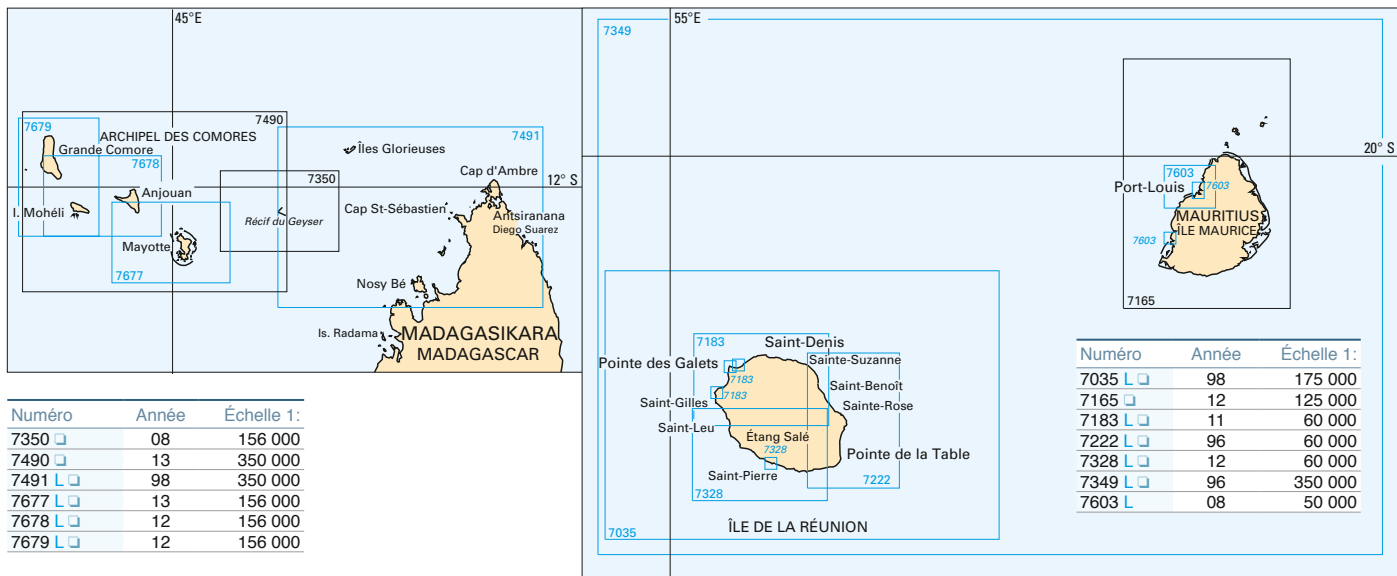 45°E
7490
7679
ARCHIPEL DES COMORES
Grande Comore
7678
7491
Îles Glorieuses
7350
Cap d'Ambre
12° S
Anjouan
I. Mohéli
Récif du Geyser
Cap St-Sébastien
Antsiranana
Diego Suarez
Mayotte
7677
Nosy Bé
Is. Radama
MADAGASIKARA
MADAGASCAR
Numéro Année Échelle 1:
7350 ❏ 08 156 000
7490 ❏ 13 350 000
7491 L ❏ 98 350 000
7677 L ❏ 13 156 000
7678 L ❏ 12 156 000
7679 L ❏ 12 156 000
55°E
7349
20° S
7603
Port-Louis
7603
MAURITIUS
ÎLE MAURICE
7603
7165
7183
Saint-Denis
Pointe des Galets
Sainte-Suzanne
7183
7183
Saint-Benoît
Saint-Gilles
Sainte-Rose
Saint-Leu
Étang Salé
7328
Pointe de la Table
Saint-Pierre
7222
7328
ÎLE DE LA RÉUNION
7035
Numéro Année Échelle 1:
7035 L ❏ 98 175 000
7165 ❏ 12 125 000
7183 L ❏ 11 60 000
7222 L ❏ 96 60 000
7328 L ❏ 12 60 000
7349 L ❏ 96 350 000
7603 L 08 50 000